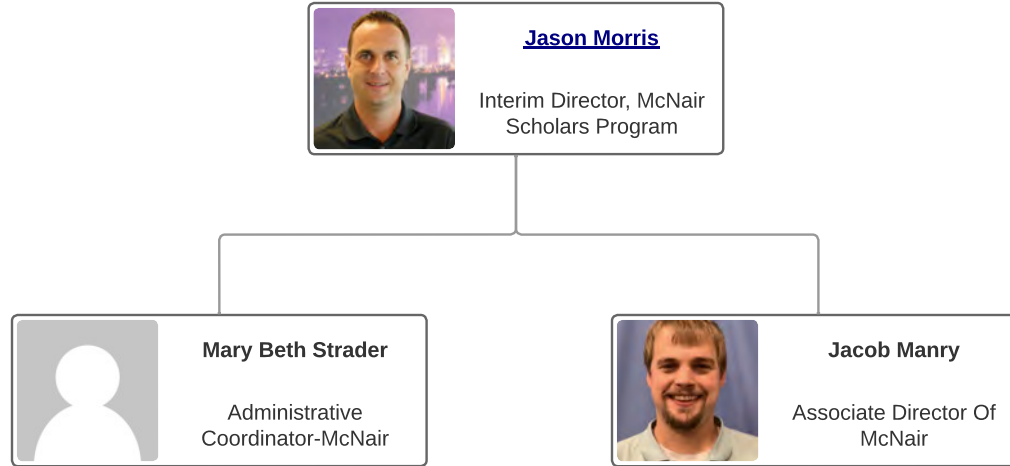 Jason Morris
Interim Director, McNair
Scholars Program
Mary Beth Strader
Administrative
Coordinator-McNair
Jacob Manry
Associate Director Of
McNair